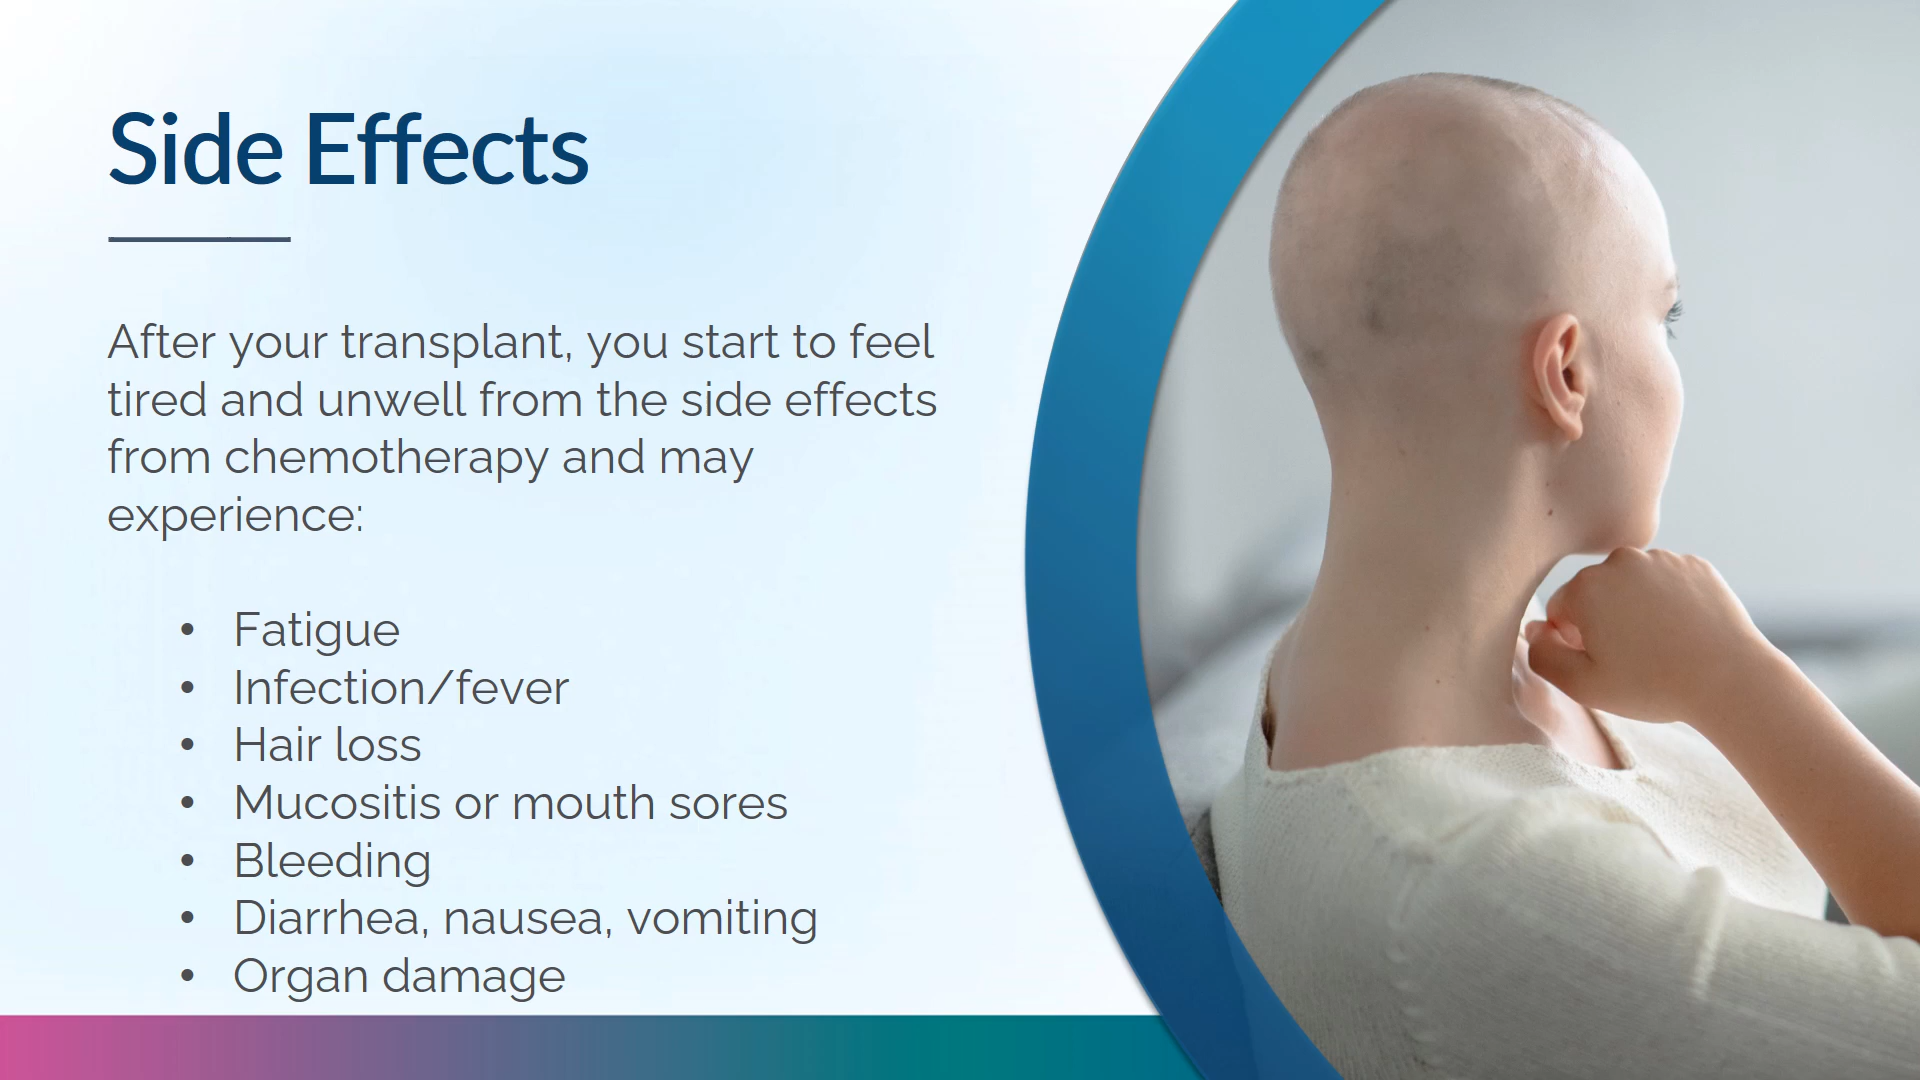 Side Effects
After your transplant, you start to feel
tired and unwell from the side effects
from chemotherapy and may
experience:
• Fatigue
• Infection/fever
• Hair loss
• Mucositis or mouth sores
• Bleeding
• Diarrhea, nausea, vomiting
• Organ damage